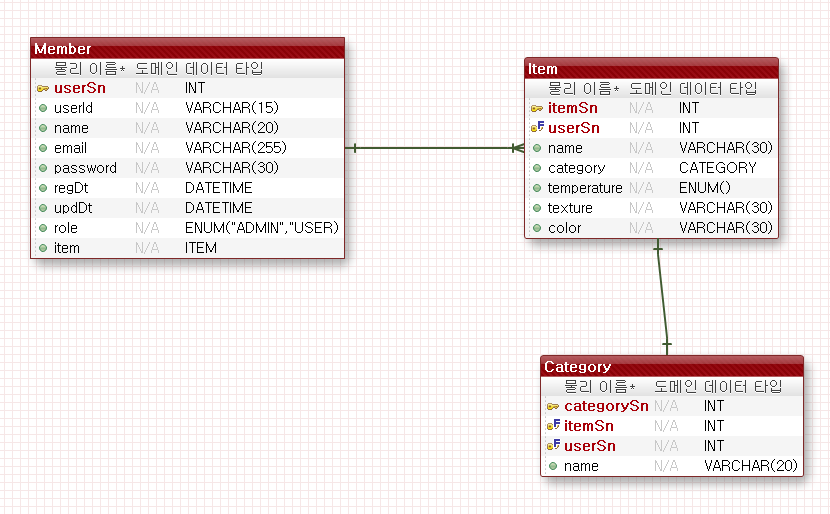 Member
물리 이름* 도메인 데이터 타입
userSn N/A INT
userId N/A VARCHAR(15)
name N/A VARCHAR(20)
email N/A VARCHAR(255)
password N/A VARCHAR(30)
regDt N/A DATETIME
updDt N/A DATETIME
role N/A ENUM("ADMIN","USER)
item N/A ITEM
Item
물리 이름* 도메인 데이터 타입
itemSn N/A INT
userSn N/A INT
name N/A VARCHAR(30)
category N/A CATEGORY
temperature N/A ENUM()
texture N/A VARCHAR(30)
color N/A VARCHAR(30)
Category
물리 이름* 도메인 데이터 타입
categorySn N/A INT
itemSn N/A INT
userSn N/A INT
name N/A VARCHAR(20)